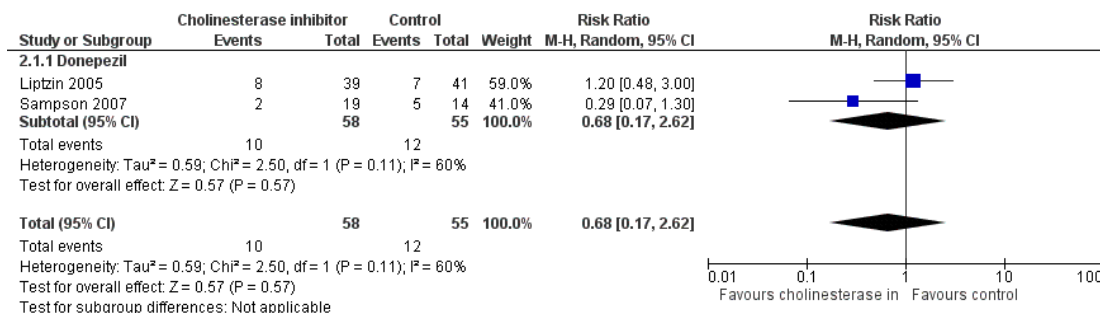 Cholinesterase inhibitor Control Risk Ratio Risk Ratio
Study or Subgroup Events Total Events Total Weight M-H, Random, 95% CI M-H, Random, 95% CI
2.1.1 Donepezil
Liptzin 2005 8 39 7 41 59.0% 1.20 [0.48, 3.00]
Sampson 2007 2 19 5 14 41.0% 0.29 [0.07, 1.30]
Subtotal (95% CI) 58 55 100.0% 0.68 [0.17, 2.62]
Total events 10 12
Heterogeneity: Tau² = 0.59; Chi² = 2.50, df = 1 (P = 0.11); I² = 60%
Test for overall effect: Z = 0.57 (P = 0.57)
Total (95% CI) 58 55 100.0% 0.68 [0.17, 2.62]
Total events 10 12
Heterogeneity: Tau² = 0.59; Chi² = 2.50, df = 1 (P = 0.11); I² = 60%
Test for overall effect: Z = 0.57 (P = 0.57)
Test for subgroup differences: Not applicable
0.01 0.1 1 10 100
Favours cholinesterase in Favours control